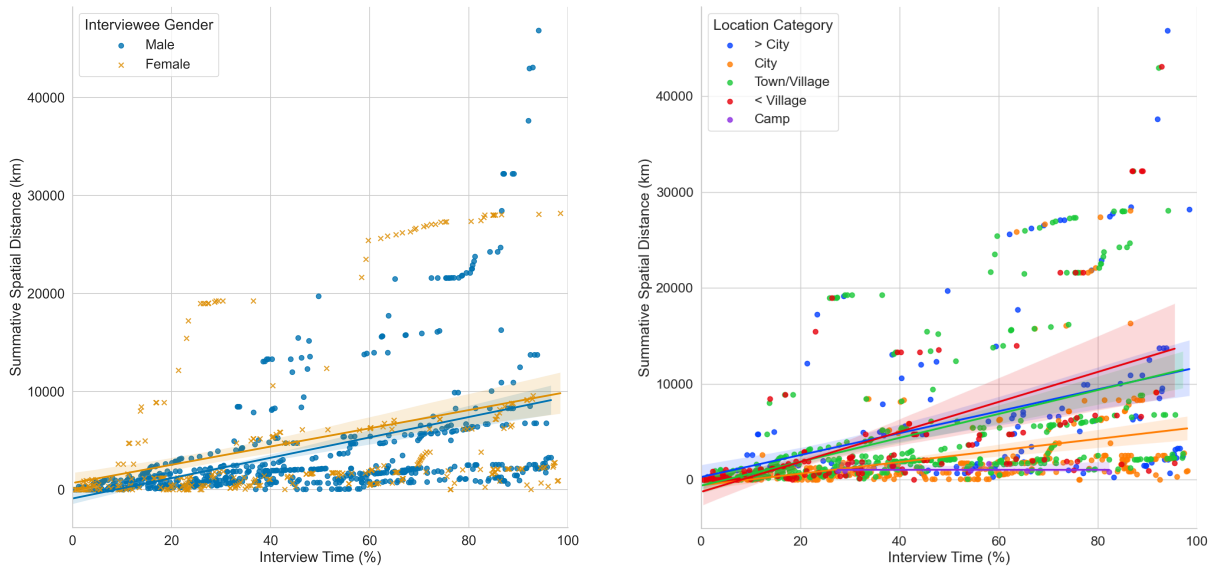 Interviewee Gender
Male
Female
40000
30000
20000
10000
0
Summative Spatial Distance (km)
0 20 40 60 80 100
Interview Time (%)
Location Category
> City
City
Town/Village
< Village
Camp
40000
30000
20000
10000
0
Summative Spatial Distance (km)
0 20 40 60 80 100
Interview Time (%)